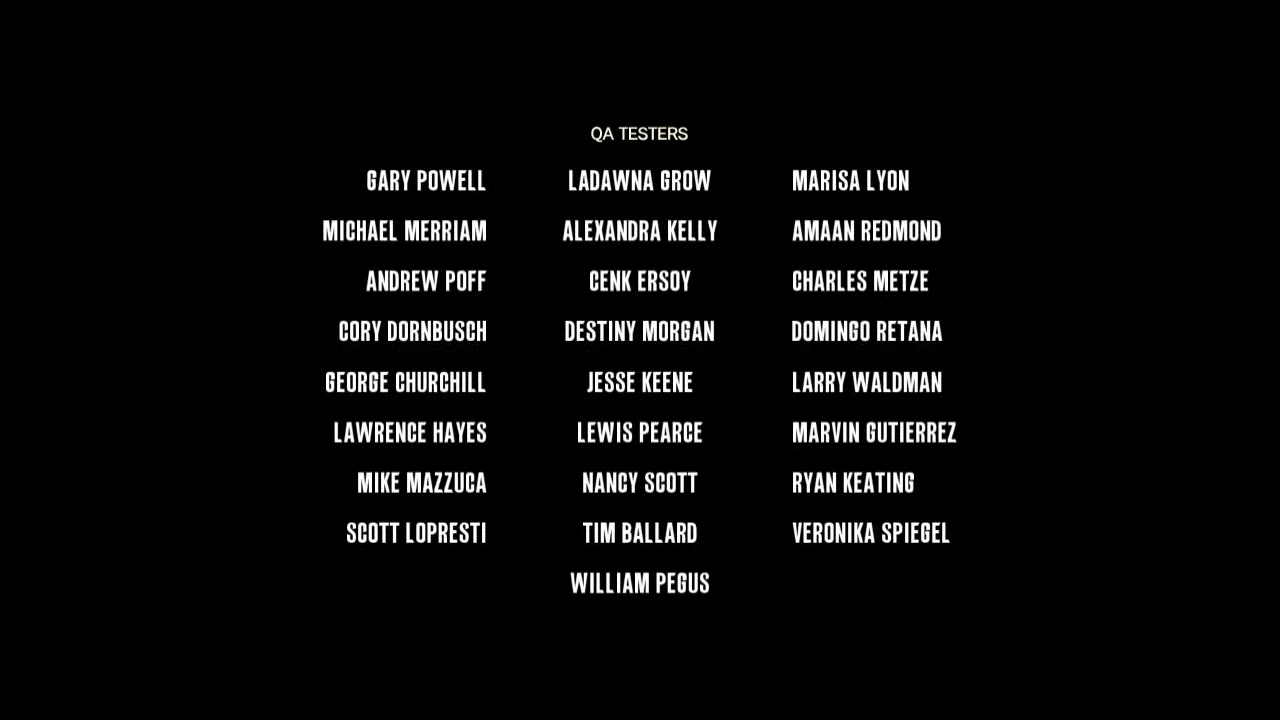 QA TESTERS
GARY POWELL LADAWNA GROW MARISA LYON
MICHAEL MERRIAM ALEXANDRA KELLY AMAAN REDMOND
ANDREW POFF CENK ERSOY CHARLES METZE
CORY DORNBUSCH DESTINY MORGAN DOMINGO RETANA
GEORGE CHURCHILL JESSE KEENE LARRY WALDMAN
LAWRENCE HAYES LEWIS PEARCE MARVIN GUTIERREZ
MIKE MAZZUCA NANCY SCOTT RYAN KEATING
SCOTT LOPRESTI TIM BALLARD VERONIKA SPIEGEL
WILLIAM PEGUS